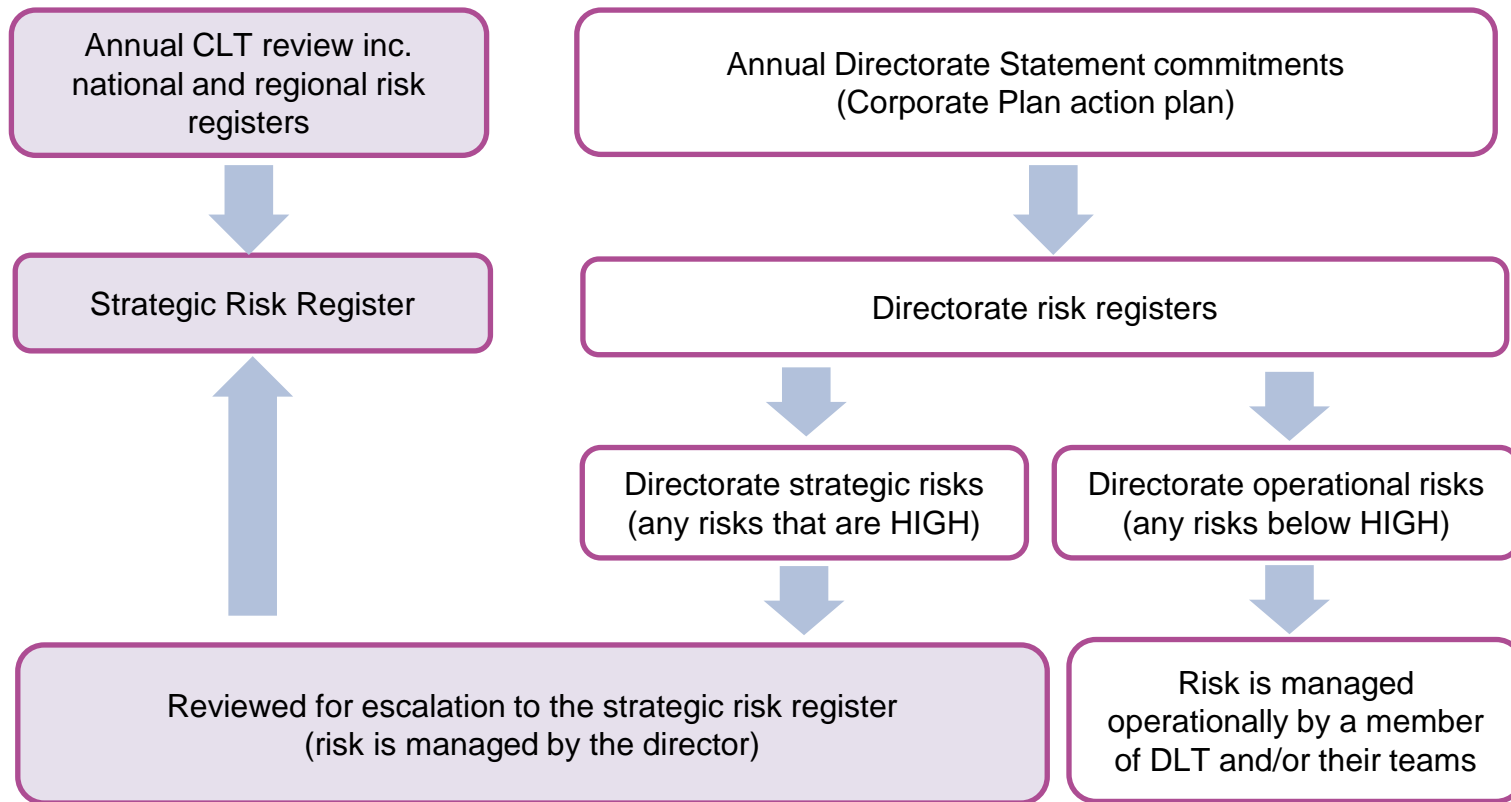 Annual CLT review inc.
national and regional risk
registers
Annual Directorate Statement commitments
(Corporate Plan action plan)
Strategic Risk Register
Directorate risk registers
Directorate strategic risks
(any risks that are HIGH)
Directorate operational risks
(any risks below HIGH)
Reviewed for escalation to the strategic risk register
(risk is managed by the director)
Risk is managed
operationally by a member
of DLT and/or their teams